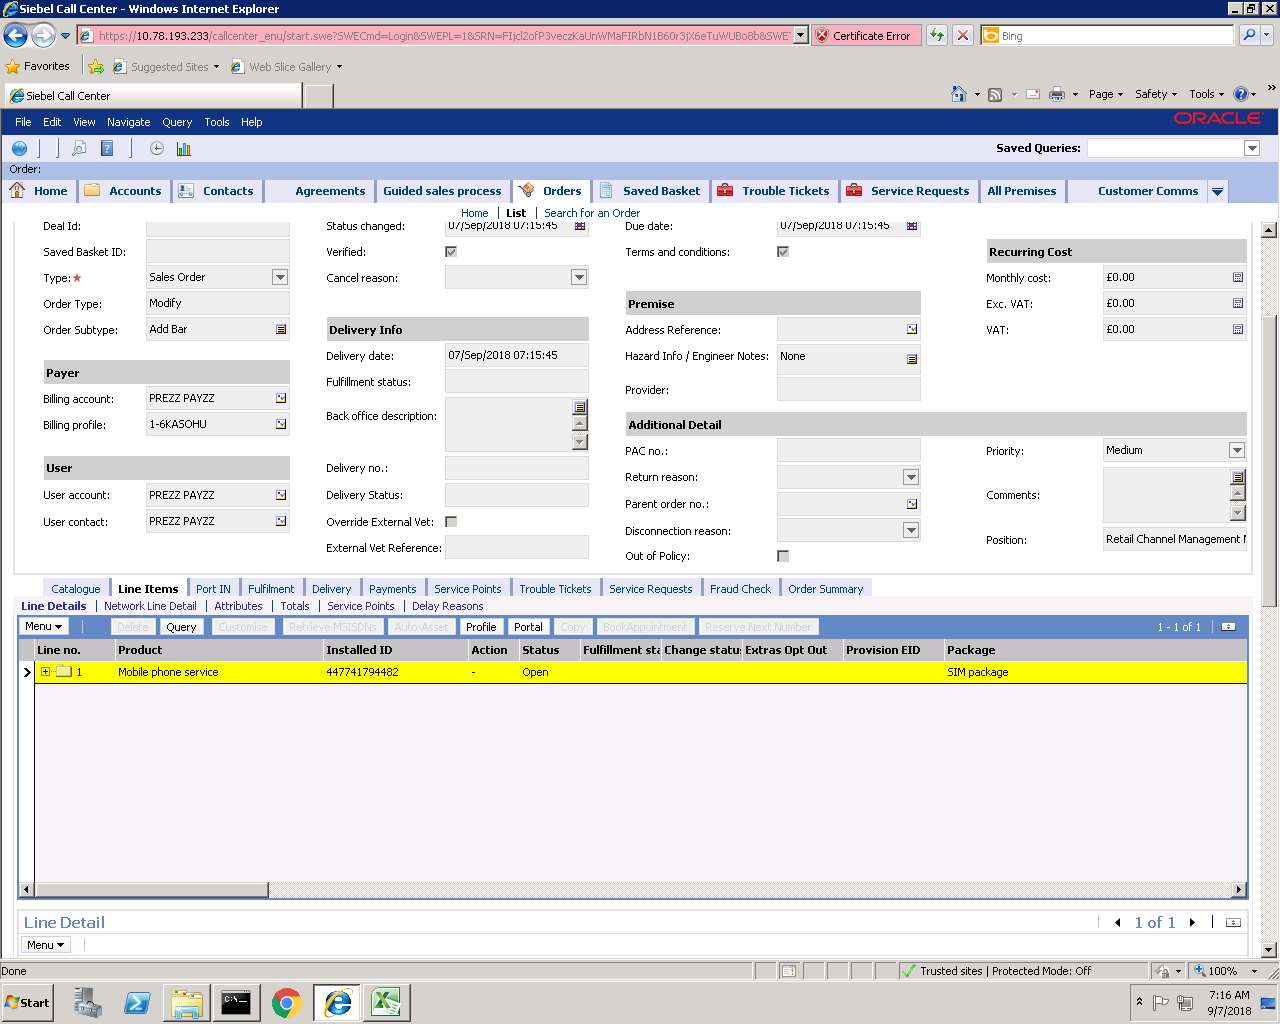 Siebel Call Center - Windows Internet Explorer
https://10.78.193.233/callcenter_enu/start.swe?SWECmd=Login&SWEPL=1&SRN= Certificate Error Bing
Favorites Suggested Sites Web Slice Gallery
Siebel Call Center Page Safety Tools »
File Edit View Navigate Query Tools Help ORACLE
Saved Queries:
Order:
Home Accounts Contacts Agreements Guided sales process Orders Saved Basket Trouble Tickets Service Requests All Premises Customer Comms
Home | List | Search for an Order
Deal Id: Status changed: 07/Sep/2018 07:15:45 Due date: 07/Sep/2018 07:15:45
Saved Basket ID: Verified: Terms and conditions: Recurring Cost
Type:★ Sales Order Cancel reason: Monthly cost: £0.00
Order Type: Modify Premise Exc. VAT: £0.00
Order Subtype: Add Bar Delivery Info Address Reference: VAT: £0.00
Delivery date: 07/Sep/2018 07:15:45 Hazard Info / Engineer Notes: None
Payer Fulfillment status:
Billing account: PREZZ PAYZZ Provider:
Billing profile: 1-6KASOHU Back office description: Additional Detail
PAC no.: Priority: Medium
User Delivery no.: Return reason:
User account: PREZZ PAYZZ Delivery Status: Parent order no.: Comments:
User contact: PREZZ PAYZZ Override External Vet: Disconnection reason:
External Vet Reference: Out of Policy: Position: Retail Channel Management
Catalogue Line Items Port IN Fulfilment Delivery Payments Service Points Trouble Tickets Service Requests Fraud Check Order Summary
Line Details | Network Line Detail | Attributes | Totals | Service Points | Delay Reasons
Menu Delete Query Customise Retrieve MSISDNs Auto-Asset Profile Portal Copy BookAppointment Reserve Next Number 1 - 1 of 1
Line no. Product Installed ID Action Status Fulfillment sta Change status Extras Opt Out Provision EID Package
1 Mobile phone service 447741794482 - Open SIM package
Line Detail 1 of 1
Menu
Done Trusted sites | Protected Mode: Off 100%
Start C:\ 7:16 AM
9/7/2018